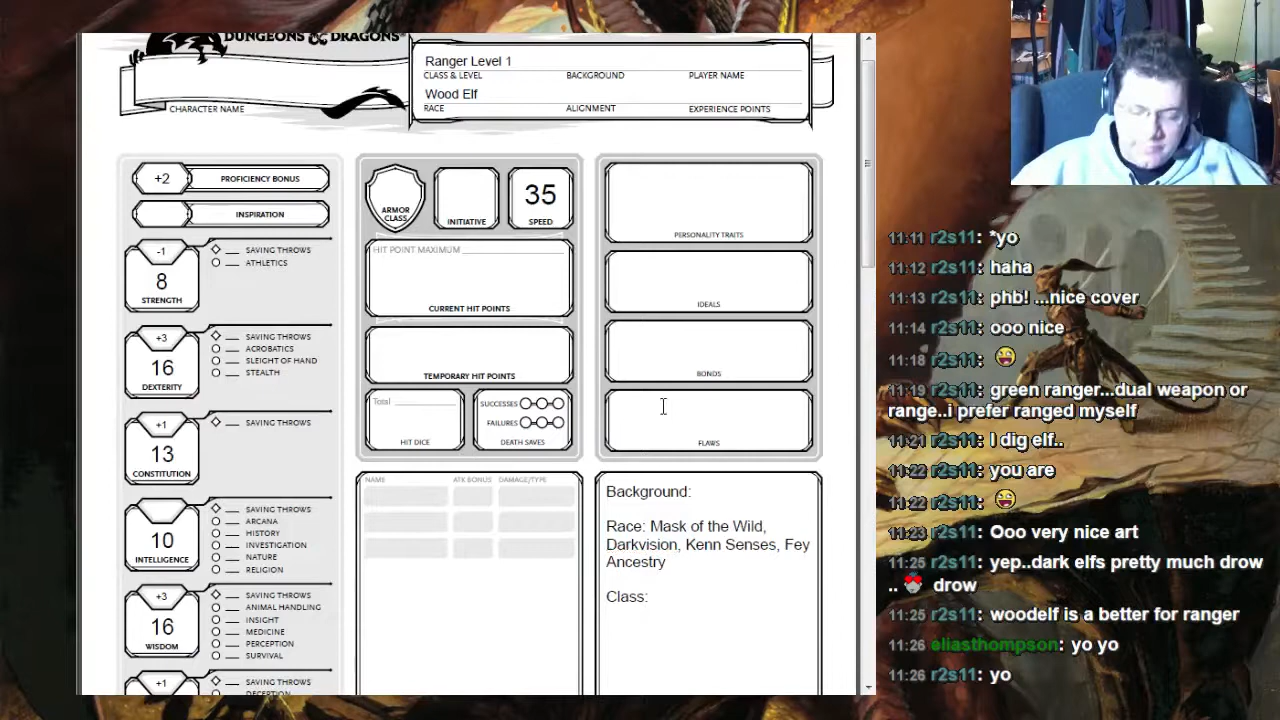 DUNGEONS & DRAGONS®
Ranger Level 1
CLASS & LEVEL BACKGROUND PLAYER NAME
Wood Elf
RACE ALIGNMENT EXPERIENCE POINTS
CHARACTER NAME
+2 PROFICIENCY BONUS
INSPIRATION
-1
8
STRENGTH
SAVING THROWS
ATHLETICS
+3
16
DEXTERITY
SAVING THROWS
ACROBATICS
SLEIGHT OF HAND
STEALTH
+1
13
CONSTITUTION
SAVING THROWS
10
INTELLIGENCE
SAVING THROWS
ARCANA
HISTORY
INVESTIGATION
NATURE
RELIGION
+3
16
WISDOM
SAVING THROWS
ANIMAL HANDLING
INSIGHT
MEDICINE
PERCEPTION
SURVIVAL
+1
SAVING THROWS
DECEPTION
ARMOR
CLASS
INITIATIVE
35
SPEED
HIT POINT MAXIMUM
CURRENT HIT POINTS
TEMPORARY HIT POINTS
Total
HIT DICE
SUCCESSES
FAILURES
DEATH SAVES
NAME ATK BONUS DAMAGE/TYPE
PERSONALITY TRAITS
IDEALS
BONDS
FLAWS
Background:
Race: Mask of the Wild,
Darkvision, Kenn Senses, Fey
Ancestry
Class:
11:11 r2s11: *yo
11:12 r2s11: haha
11:13 r2s11: phb! ...nice cover
11:14 r2s11: ooo nice
11:18 r2s11:
11:19 r2s11: green ranger...dual weapon or
range..i prefer ranged myself
11:21 r2s11: I dig elf..
11:22 r2s11: you are
11:22 r2s11:
11:23 r2s11: Ooo very nice art
11:25 r2s11: yep..dark elfs pretty much drow
.. drow
11:25 r2s11: woodelf is a better for ranger
11:26 eliasthompson: yo yo
11:26 r2s11: yo